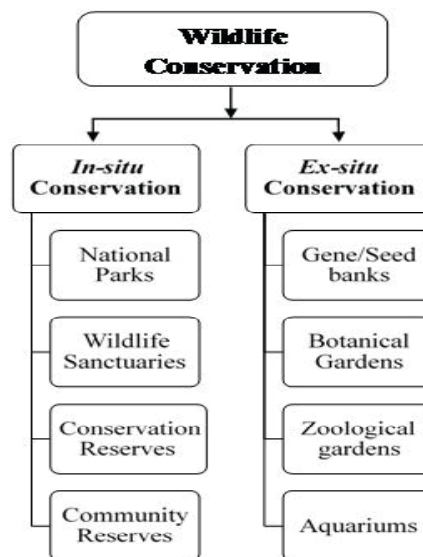 Wildlife
Conservation
In-situ
Conservation
National
Parks
Wildlife
Sanctuaries
Conservation
Reserves
Community
Reserves
Ex-situ
Conservation
Gene/Seed
banks
Botanical
Gardens
Zoological
gardens
Aquariums